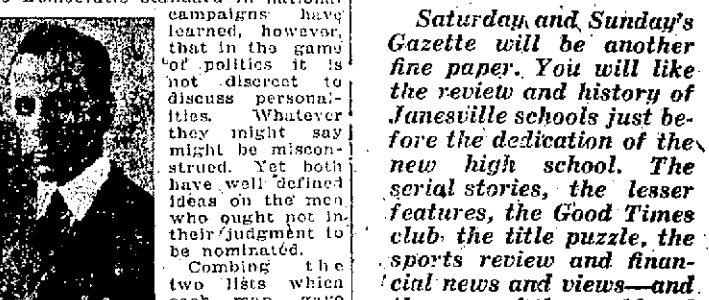 Democratic standard in national
campaigns have
learned, however,
that in the game
of politics it is
not discreet to
discuss personal-
ities. Whatever
they might say
might be miscon-
strued. Yet both
have well defined
ideas on the men
who ought not in
their judgment to
be nominated.
Combing the
two lists which
each man gave
Saturday and Sunday's
Gazette will be another
fine paper. You will like
the review and history of
Janesville schools just be-
fore the dedication of the
new high school. The
serial stories, the lesser
features, the Good Times
club, the title puzzle, the
sports review and finan-
cial news and views—and